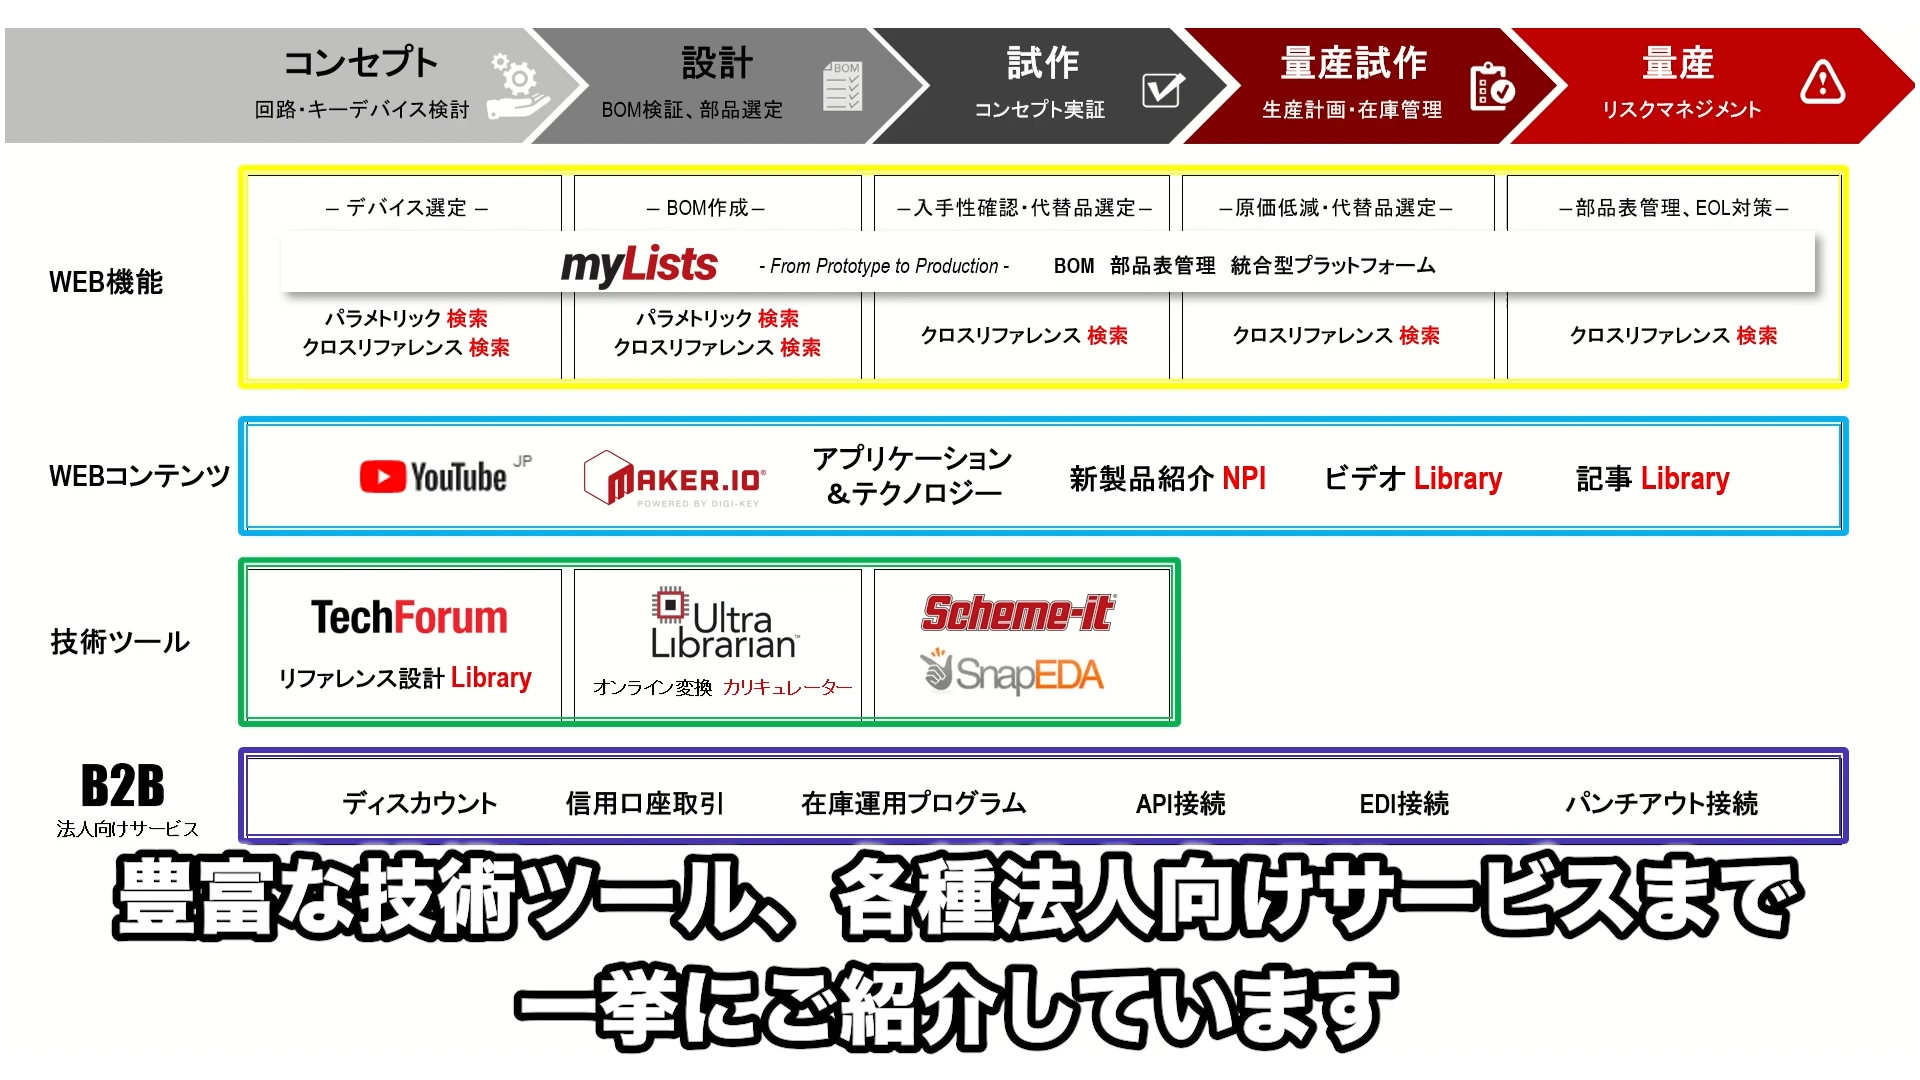 コンセプト
回路・キーデバイス検討
設計
BOM検証、部品選定
BOM
試作
コンセプト実証
量産試作
生産計画・在庫管理
量産
リスクマネジメント
WEB機能
― デバイス選定 ―
― BOM作成―
―入手性確認・代替品選定―
―原価低減・代替品選定―
―部品表管理、EOL対策―
myLists - From Prototype to Production - BOM 部品表管理 統合型プラットフォーム
パラメトリック 検索
クロスリファレンス 検索
パラメトリック 検索
クロスリファレンス 検索
クロスリファレンス 検索
クロスリファレンス 検索
クロスリファレンス 検索
WEBコンテンツ
YouTube JP
MAKER.IO®
POWERED BY DIGI-KEY
アプリケーション
&テクノロジー
新製品紹介 NPI
ビデオ Library
記事 Library
技術ツール
TechForum
リファレンス設計 Library
Ultra
Librarian™
オンライン変換 カリキュレーター
Scheme-it®
SnapEDA
B2B
法人向けサービス
ディスカウント
信用口座取引
在庫運用プログラム
API接続
EDI接続
パンチアウト接続
豊富な技術ツール、各種法人向けサービスまで
一挙にご紹介しています